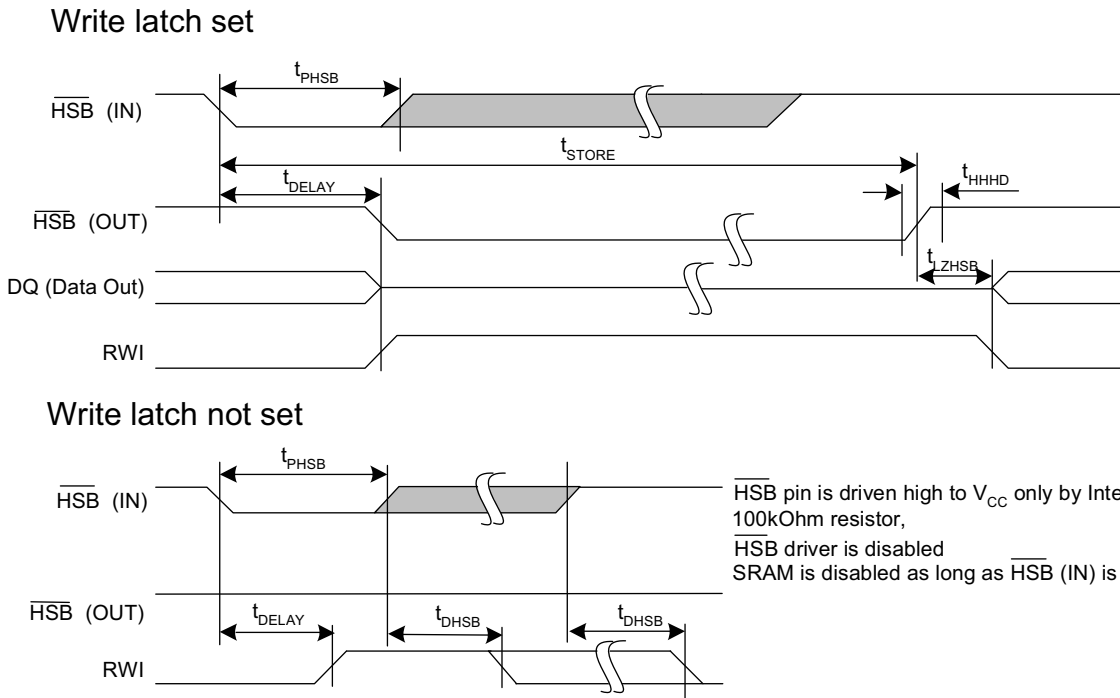 Write latch set
tPHSB
HSB (IN)
tSTORE
tDELAY
tHHHD
HSB (OUT)
tLZHSB
DQ (Data Out)
RWI
Write latch not set
tPHSB
HSB (IN)
HSB pin is driven high to VCC only by Inte
100kOhm resistor,
HSB driver is disabled
SRAM is disabled as long as HSB (IN) is
HSB (OUT)
tDELAY
tDHSB
tDHSB
RWI